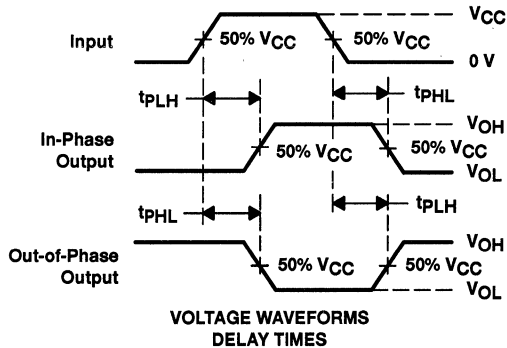 VCC
Input
50% VCC
50% VCC
0 V
tPLH
tPHL
In-Phase
Output
VOH
50% VCC
50% VCC
VOL
tPHL
tPLH
Out-of-Phase
Output
VOH
50% VCC
50% VCC
VOL
VOLTAGE WAVEFORMS
DELAY TIMES